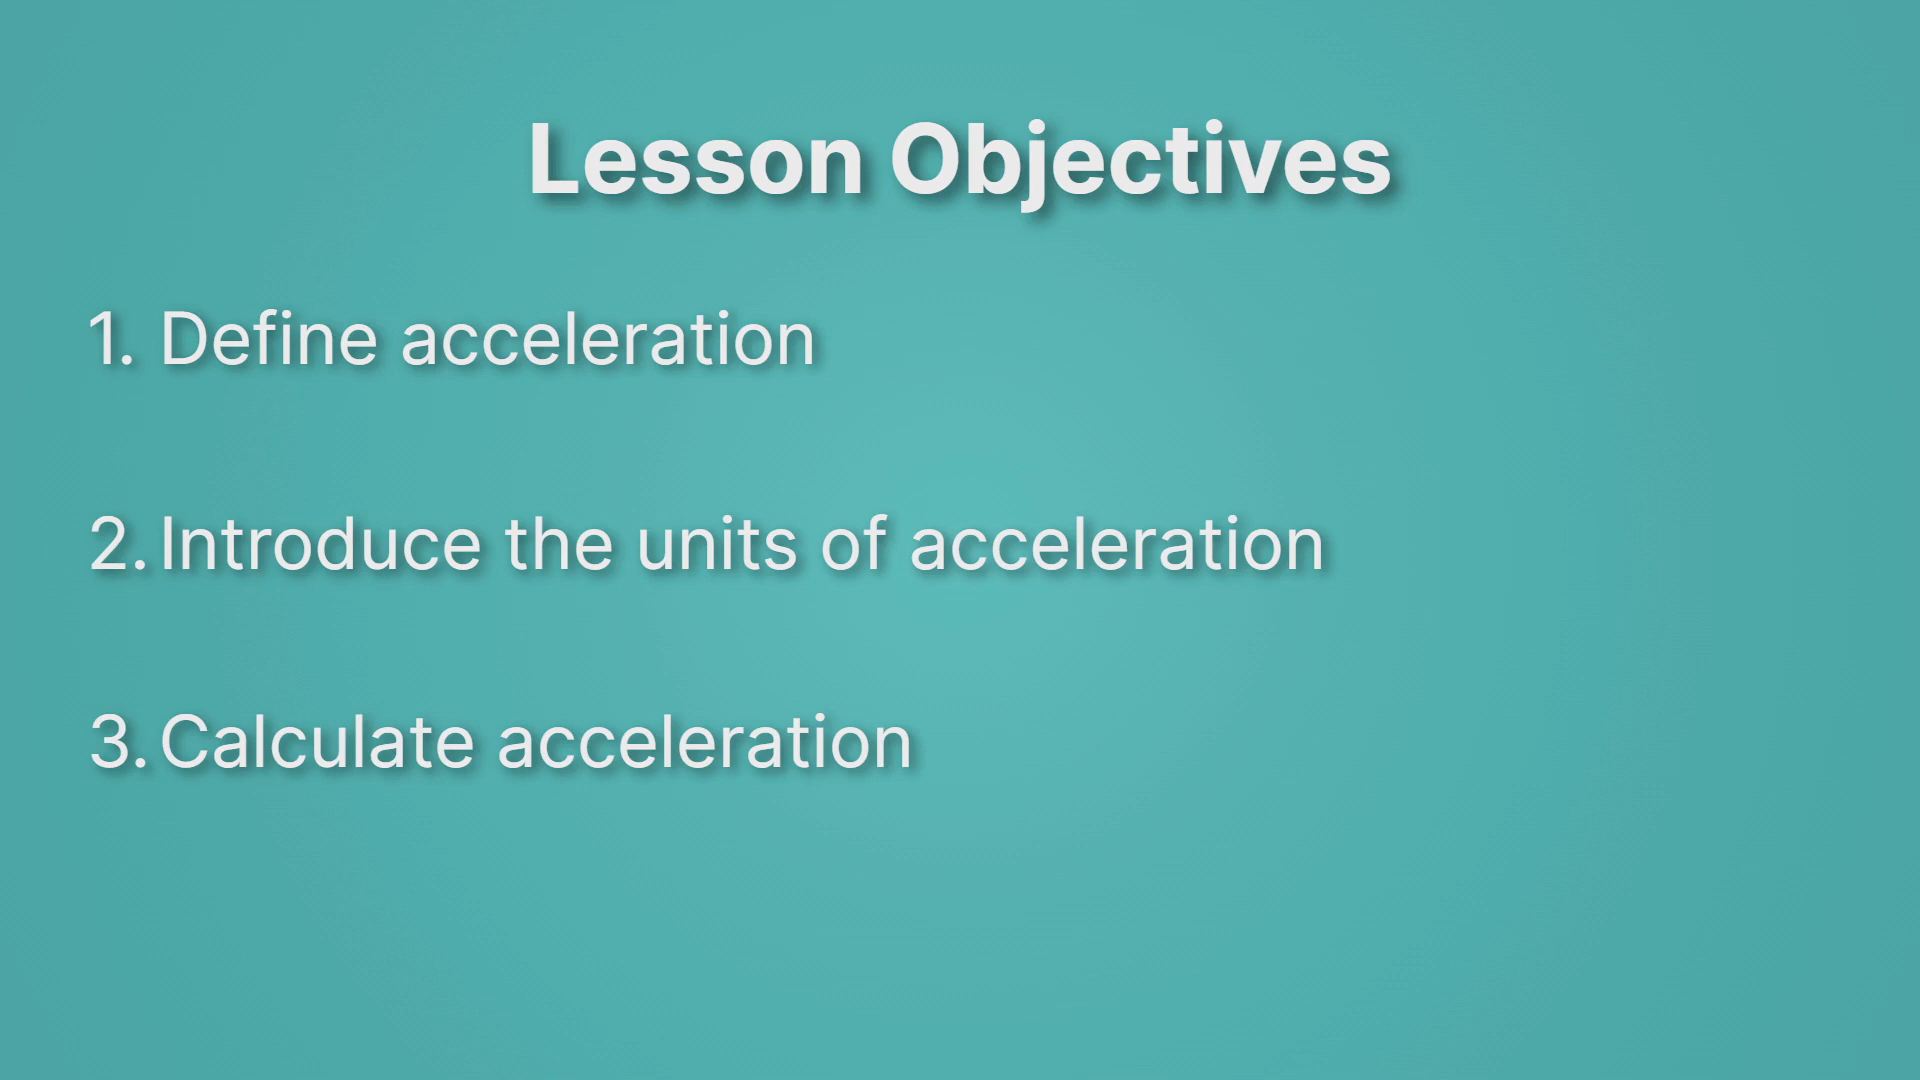 Lesson Objectives
1. Define acceleration
2. Introduce the units of acceleration
3. Calculate acceleration